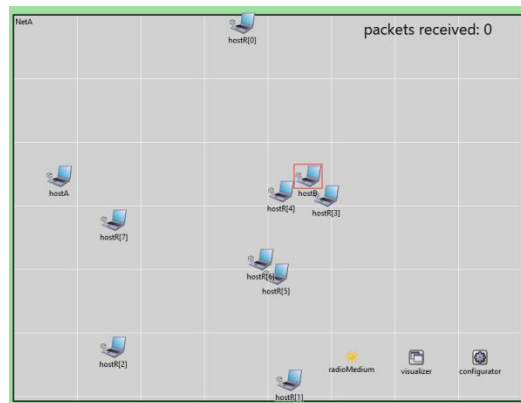 NetA
packets received: 0
hostR[0]
hostA
hostB
hostR[4]
hostR[3]
hostR[7]
hostR[6]
hostR[5]
hostR[2]
radioMedium
visualizer
configurator
hostR[1]